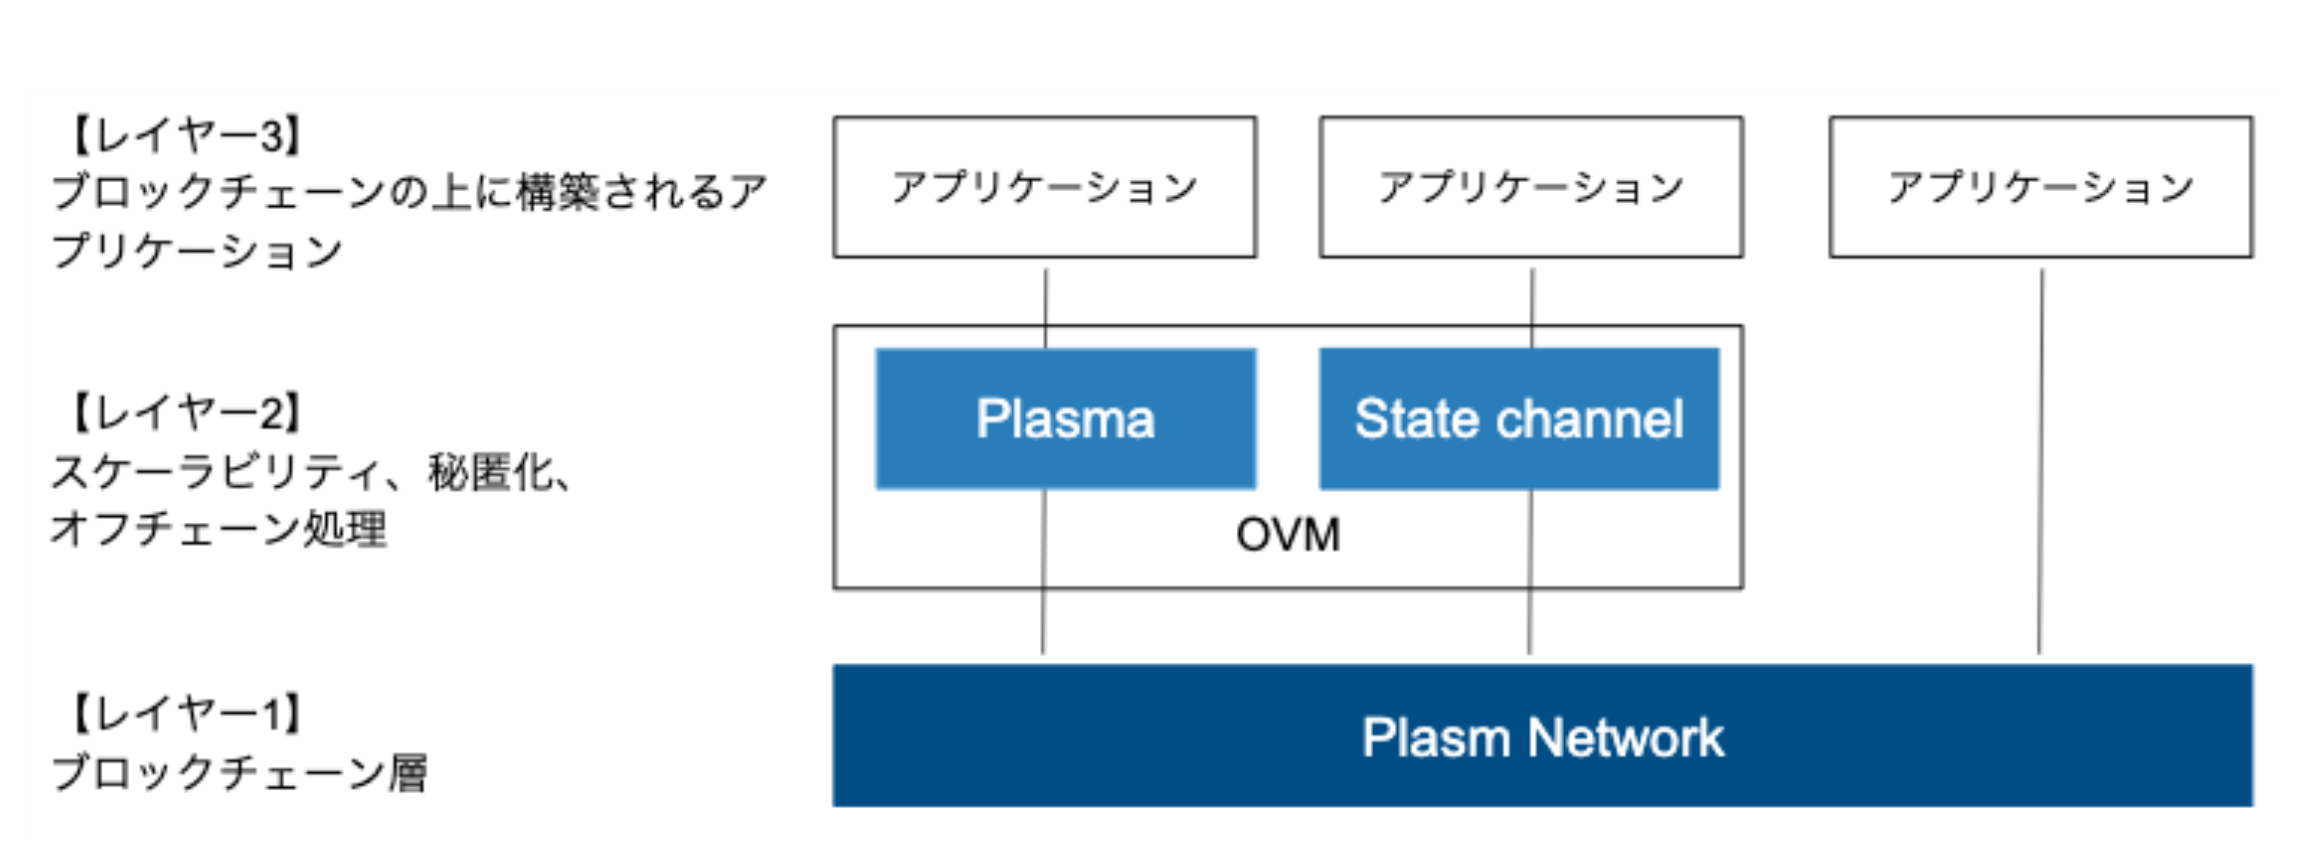 【レイヤー3】
ブロックチェーンの上に構築されるア
プリケーション
アプリケーション
アプリケーション
アプリケーション
【レイヤー2】
スケーラビリティ、秘匿化、
オフチェーン処理
Plasma
State channel
OVM
【レイヤー1】
ブロックチェーン層
Plasm Network